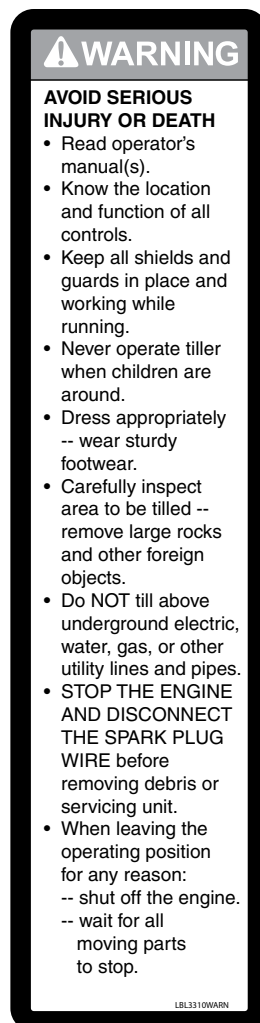 WARNING
AVOID SERIOUS
INJURY OR DEATH
• Read operator's
manual(s).
• Know the location
and function of all
controls.
• Keep all shields and
guards in place and
working while
running.
• Never operate tiller
when children are
around.
• Dress appropriately
-- wear sturdy
footwear.
• Carefully inspect
area to be tilled --
remove large rocks
and other foreign
objects.
• Do NOT till above
underground electric,
water, gas, or other
utility lines and pipes.
• STOP THE ENGINE
AND DISCONNECT
THE SPARK PLUG
WIRE before
removing debris or
servicing unit.
• When leaving the
operating position
for any reason:
-- shut off the engine.
-- wait for all
moving parts
to stop.
LBL3310WARN